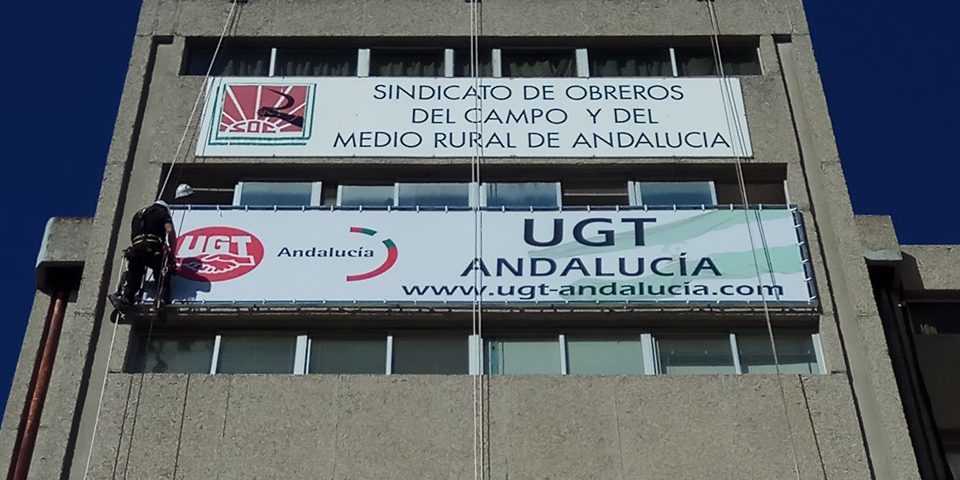 SOC
SINDICATO DE OBREROS
DEL CAMPO Y DEL
MEDIO RURAL DE ANDALUCIA
UGT
Andalucía
UGT
ANDALUCÍA
www.ugt-andalucia.com